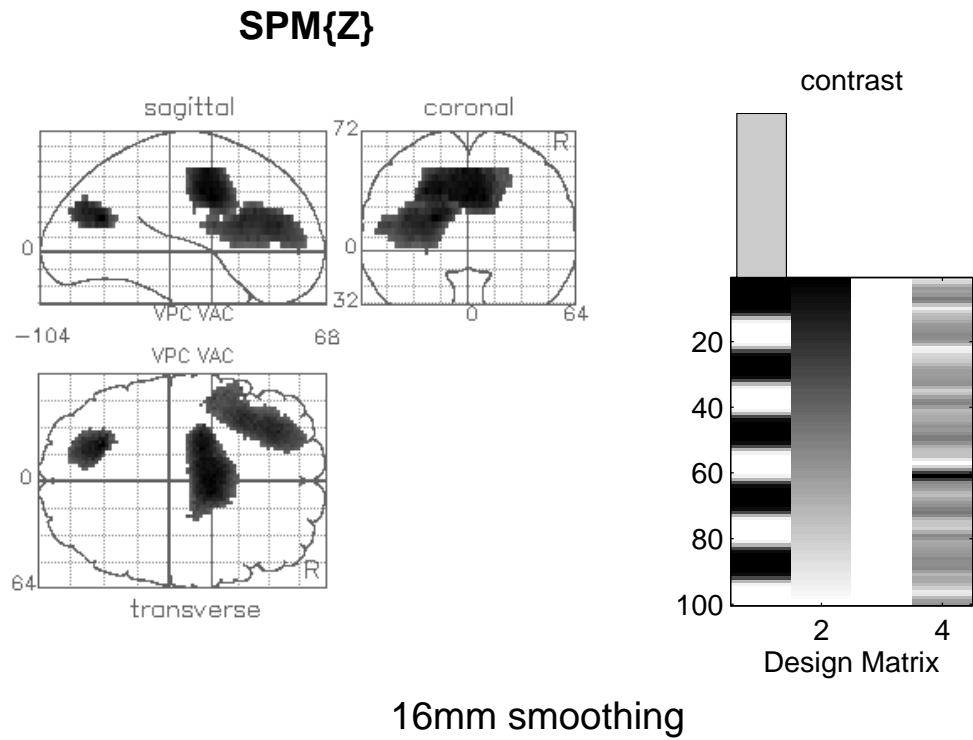 SPM{Z}
sagittal
coronal
contrast
72
R
0
0
32
VPC VAC
0
64
−104
68
VPC VAC
0
64
R
transverse
20
40
60
80
100
2
4
Design Matrix
16mm smoothing